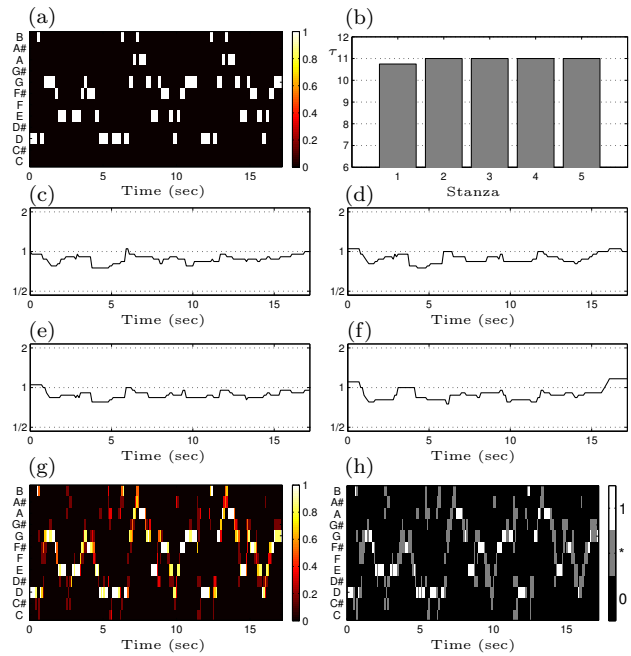 (a)
B
A#
A
G#
G
F#
F
E
D#
D
C#
C
0 5 10 15
Time (sec)
1
0.8
0.6
0.4
0.2
0
(b)
τ
12
11
10
9
8
7
6
1 2 3 4 5
Stanza
(c)
2
1
1/2
0 5 10 15
Time (sec)
(d)
2
1
1/2
0 5 10 15
Time (sec)
(e)
2
1
1/2
0 5 10 15
Time (sec)
(f)
2
1
1/2
0 5 10 15
Time (sec)
(g)
B
A#
A
G#
G
F#
F
E
D#
D
C#
C
0 5 10 15
Time (sec)
1
0.8
0.6
0.4
0.2
0
(h)
B
A#
A
G#
G
F#
F
E
D#
D
C#
C
0 5 10 15
Time (sec)
1
*
0